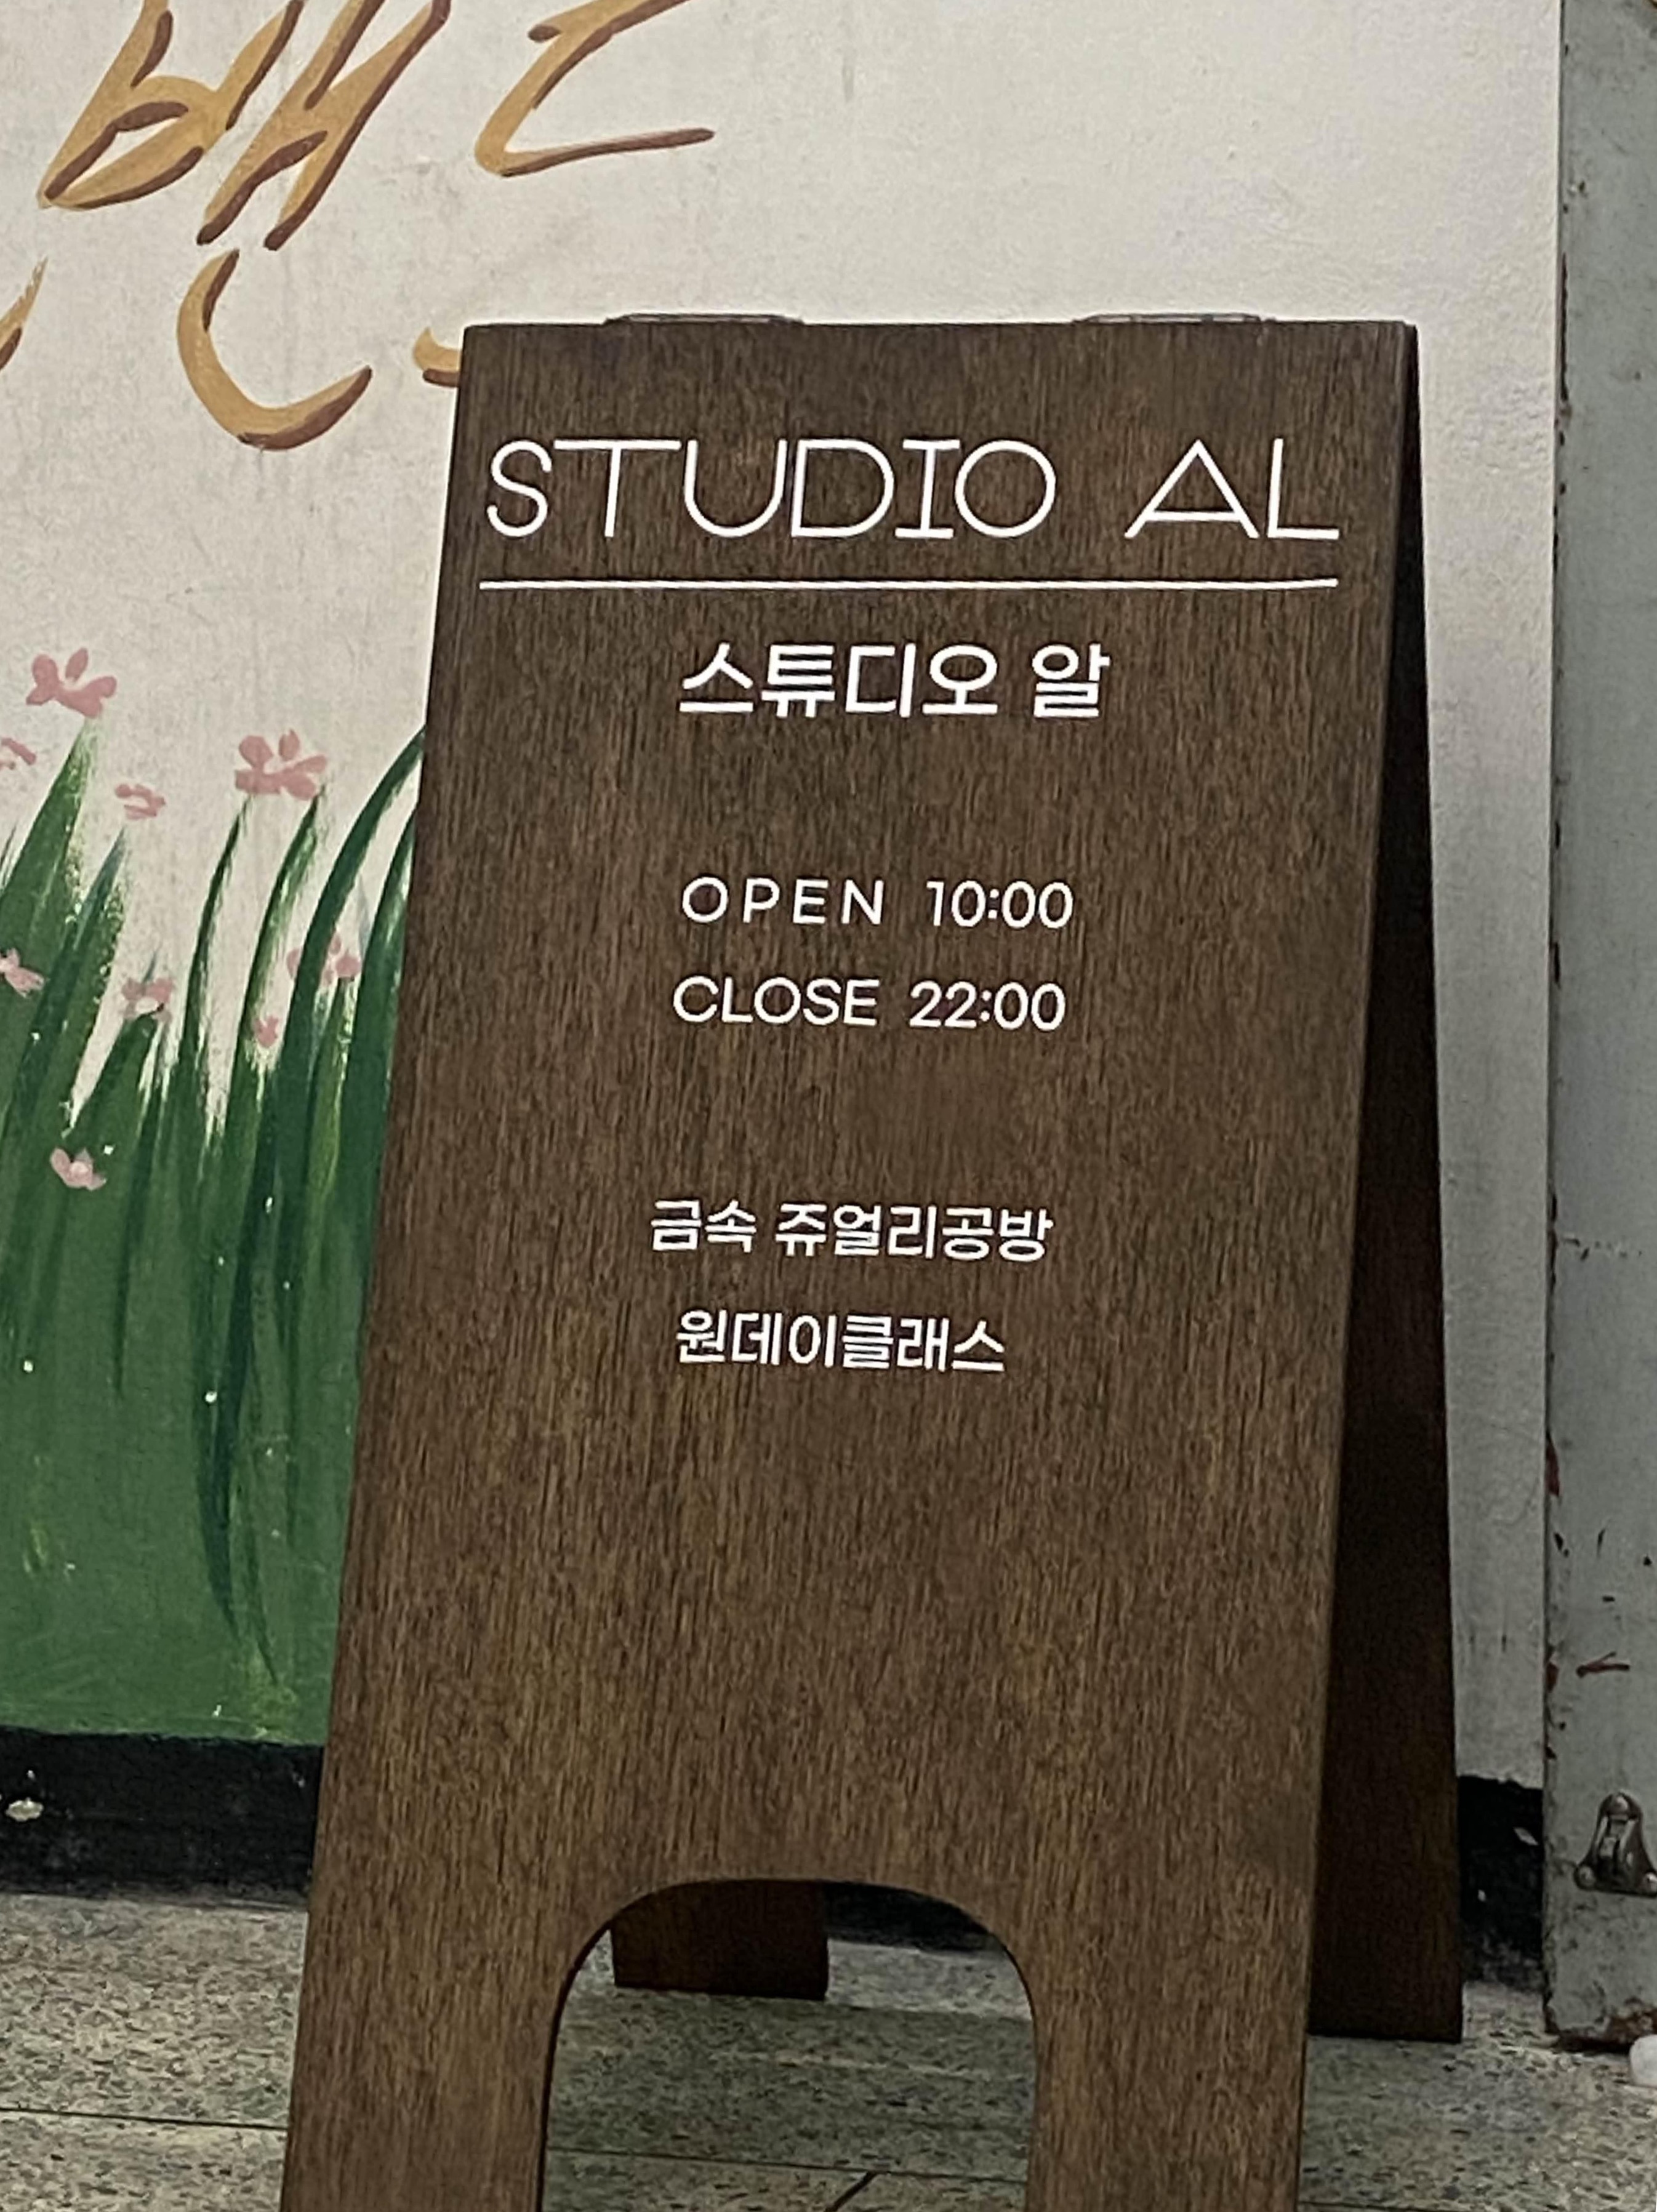 STUDIO AL
스튜디오 알
OPEN 10:00
CLOSE 22:00
금속 쥬얼리공방
원데이클래스